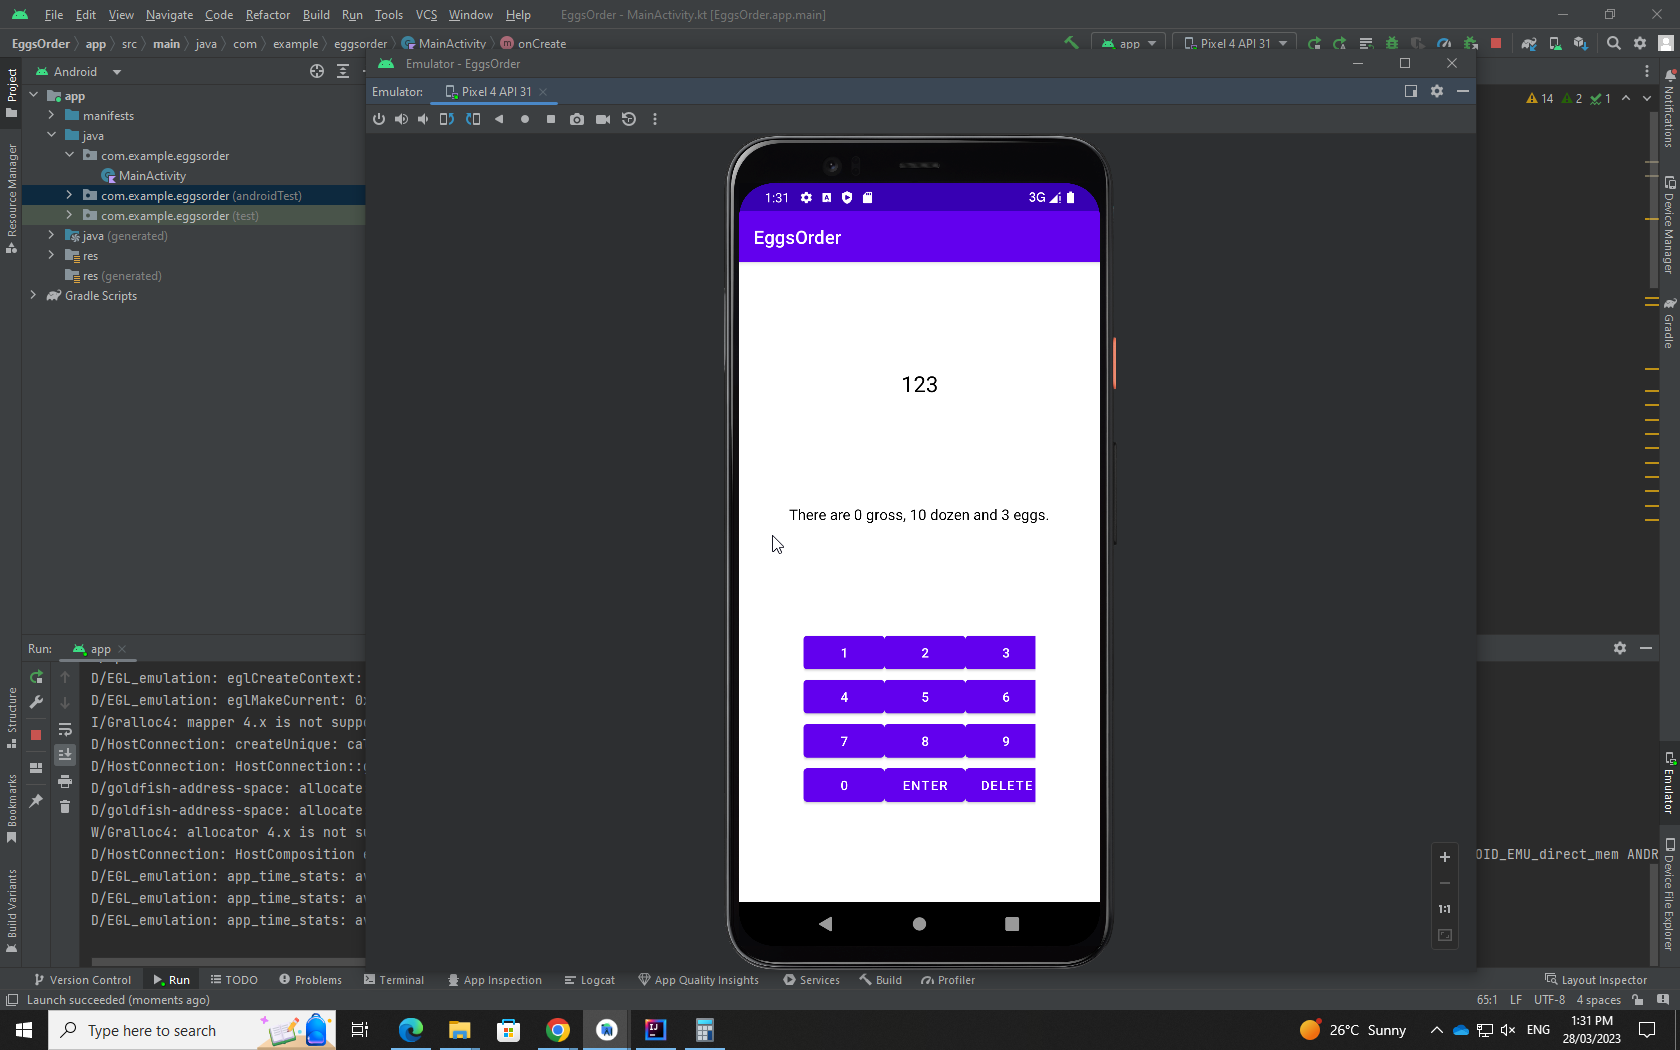 File Edit View Navigate Code Refactor Build Run Tools VCS Window Help EggsOrder - MainActivity.kt [EggsOrder.app.main]
EggsOrder app src main java com example eggsorder MainActivity onCreate app Pixel 4 API 31
Emulator - EggsOrder
Android
Emulator: Pixel 4 API 31
14 2 1
app
manifests
java
com.example.eggsorder
MainActivity
com.example.eggsorder (androidTest)
com.example.eggsorder (test)
java (generated)
res
res (generated)
Gradle Scripts
Project
Resource Manager
Structure
Bookmarks
Build Variants
1:31 3G
EggsOrder
123
There are 0 gross, 10 dozen and 3 eggs.
1 2 3
4 5 6
7 8 9
0 ENTER DELETE
1:1
Notifications
Device Manager
Gradle
Emulator
Device File Explorer
Run: app
D/EGL_emulation: eglCreateContext:
D/EGL_emulation: eglMakeCurrent:
I/Gralloc4: mapper 4.x is not
D/HostConnection: createUnique:
D/HostConnection:
D/goldfish-address-space: allocate
D/goldfish-address-space: allocate
W/Gralloc4: allocator 4.x is not
D/HostConnection: HostComposition
OID_EMU_direct_mem ANDR
D/EGL_emulation: app_time_stats:
D/EGL_emulation: app_time_stats:
D/EGL_emulation: app_time_stats:
Version Control Run TODO Problems Terminal App Inspection Logcat App Quality Insights Services Build Profiler Layout Inspector
Launch succeeded (moments ago) 65:1 LF UTF-8 4 spaces
Type here to search 26°C Sunny ENG 1:31 PM
28/03/2023